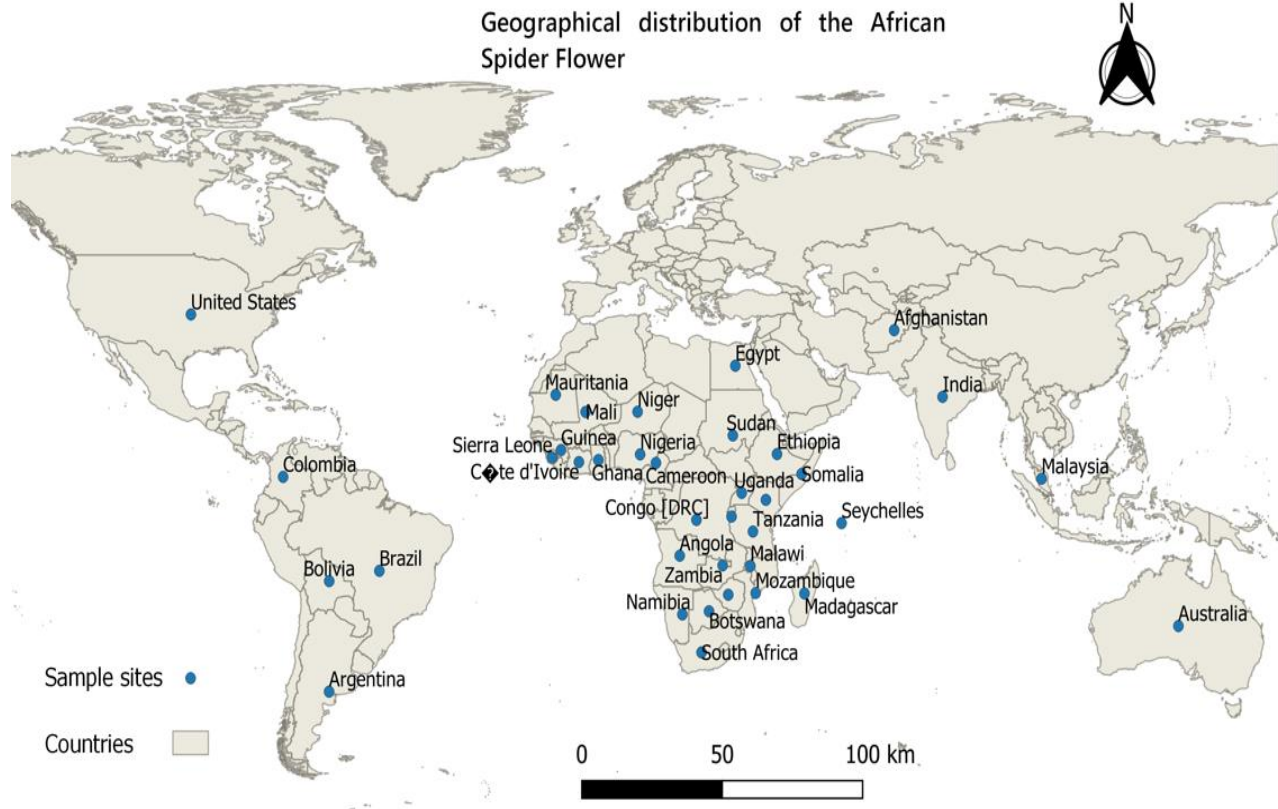 Geographical distribution of the African
Spider Flower
N
United States
Afghanistan
Egypt
India
Mauritania
Mali
Niger
Sudan
Sierra Leone
Guinea
Nigeria
Ethiopia
Colombia
C�te d'Ivoire
Ghana
Cameroon
Uganda
Somalia
Malaysia
Congo [DRC]
Tanzania
Seychelles
Angola
Malawi
Bolivia
Brazil
Zambia
Mozambique
Namibia
Botswana
Madagascar
Australia
South Africa
Sample sites
Argentina
Countries
0 50 100 km